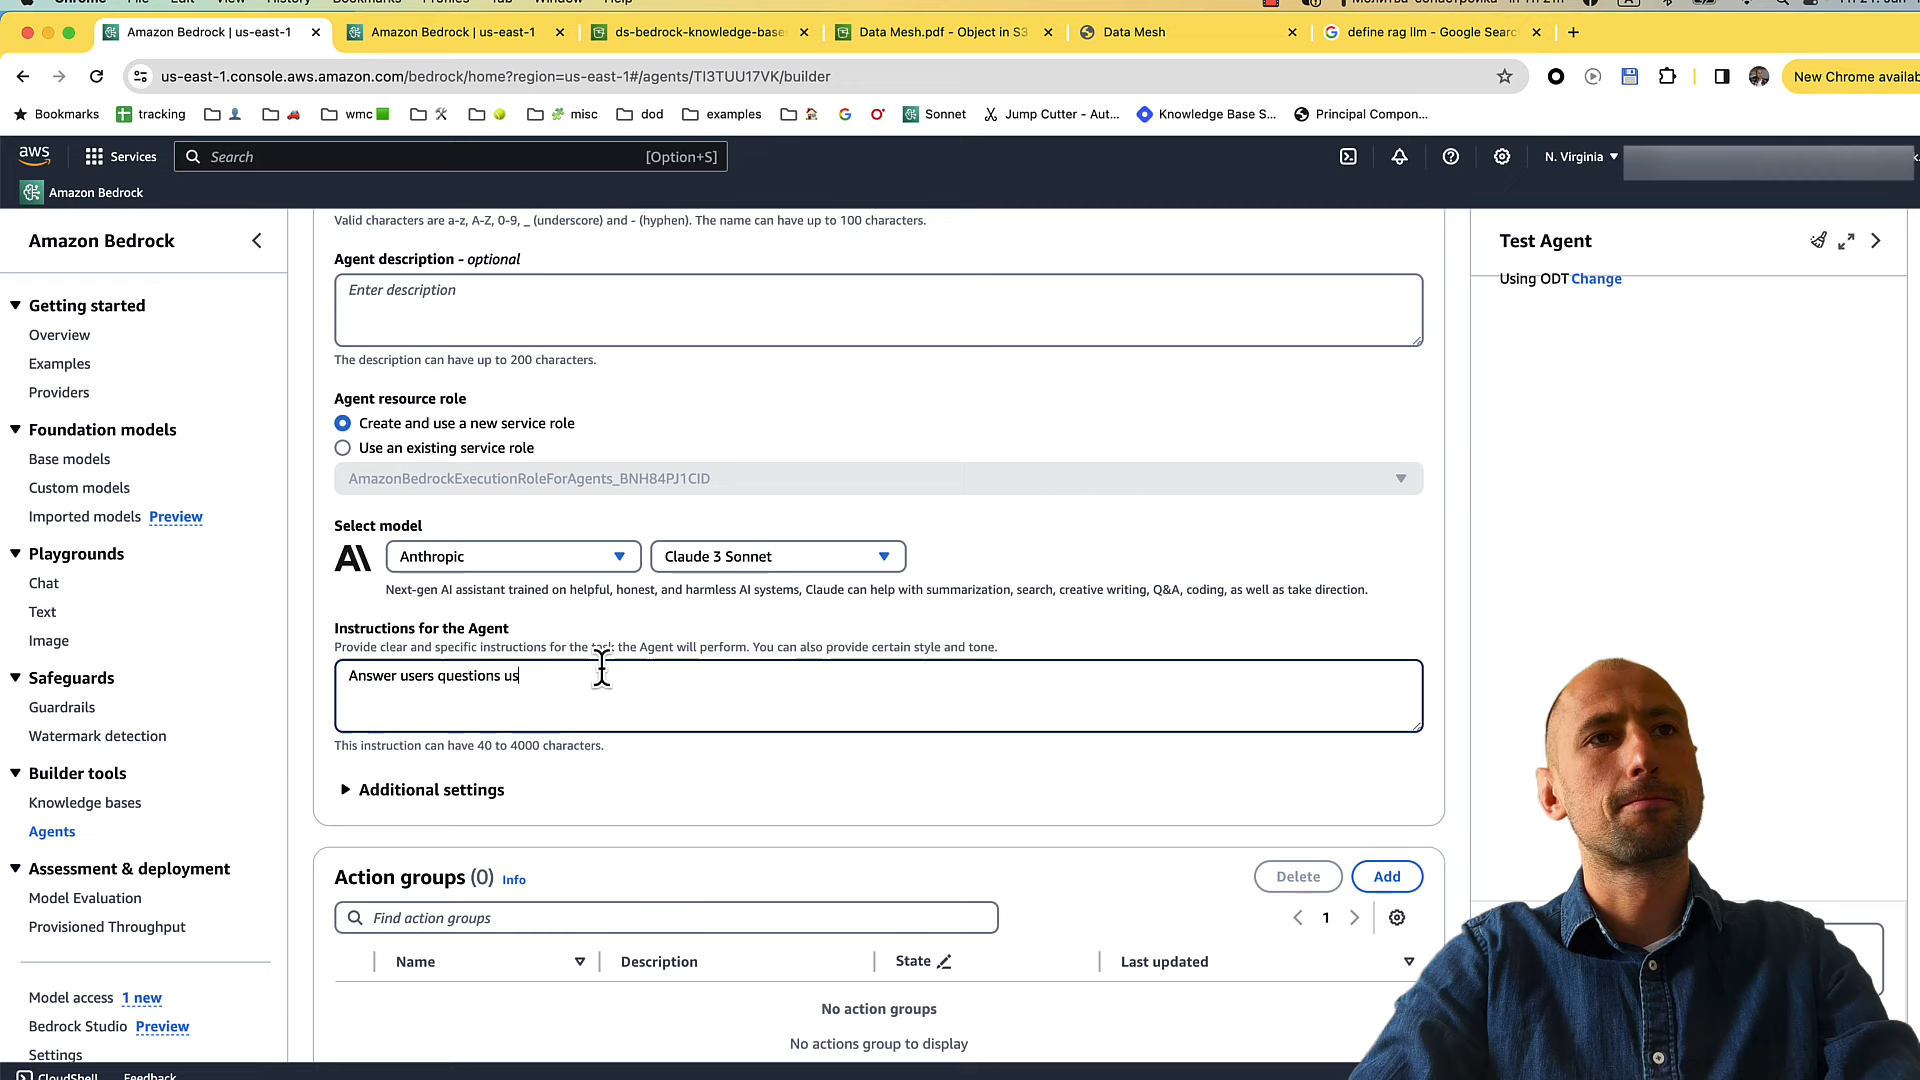 Amazon Bedrock | us-east-1
Amazon Bedrock | us-east-1
ds-bedrock-knowledge-base
Data Mesh.pdf - Object in S3
Data Mesh
define rag llm - Google Searc
us-east-1.console.aws.amazon.com/bedrock/home?region=us-east-1#/agents/TI3TUU17VK/builder
New Chrome availab
Bookmarks
tracking
wmc
misc
dod
examples
Sonnet
Jump Cutter - Aut...
Knowledge Base S...
Principal Compon...
aws
Services
Search
[Option+S]
N. Virginia
Amazon Bedrock
Amazon Bedrock
Getting started
Overview
Examples
Providers
Foundation models
Base models
Custom models
Imported models Preview
Playgrounds
Chat
Text
Image
Safeguards
Guardrails
Watermark detection
Builder tools
Knowledge bases
Agents
Assessment & deployment
Model Evaluation
Provisioned Throughput
Model access 1 new
Bedrock Studio Preview
Settings
CloudShell
Feedback
Valid characters are a-z, A-Z, 0-9, _ (underscore) and - (hyphen). The name can have up to 100 characters.
Agent description - optional
Enter description
The description can have up to 200 characters.
Agent resource role
Create and use a new service role
Use an existing service role
AmazonBedrockExecutionRoleForAgents_BNH84PJ1CID
Select model
Anthropic
Claude 3 Sonnet
Next-gen AI assistant trained on helpful, honest, and harmless AI systems, Claude can help with summarization, search, creative writing, Q&A, coding, as well as take direction.
Instructions for the Agent
Provide clear and specific instructions for the task the Agent will perform. You can also provide certain style and tone.
Answer users questions us
This instruction can have 40 to 4000 characters.
Additional settings
Action groups (0) Info
Delete
Add
Find action groups
1
Name
Description
State
Last updated
No action groups
No actions group to display
Test Agent
Using ODT Change